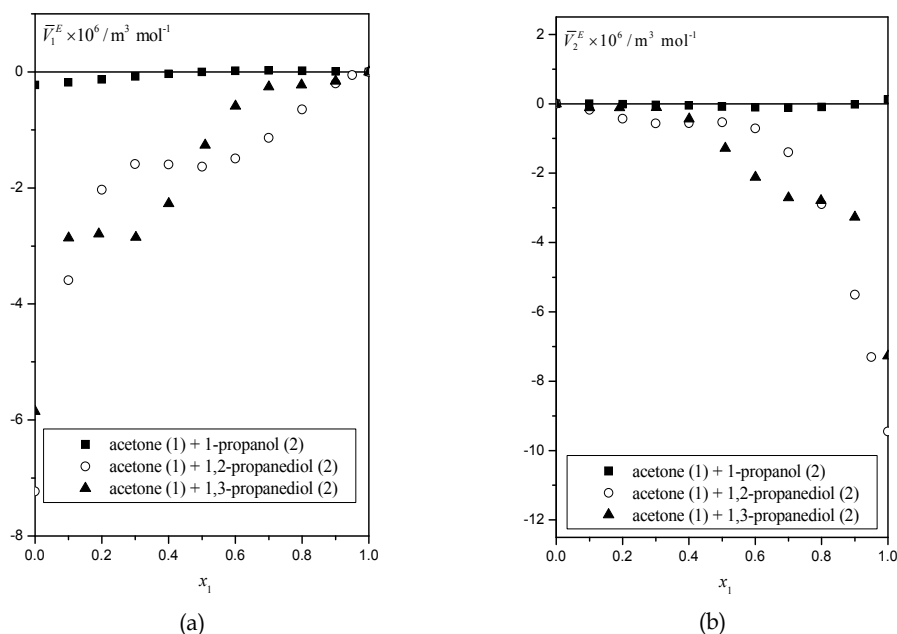 V̅₁ᴱ ×10⁶/m³ mol⁻¹
0
-2
-4
-6
-8
0.0 0.2 0.4 0.6 0.8 1.0
x₁
acetone (1) + 1-propanol (2)
acetone (1) + 1,2-propanediol (2)
acetone (1) + 1,3-propanediol (2)
(a)
V̅₂ᴱ ×10⁶/m³ mol⁻¹
2
0
-2
-4
-6
-8
-10
-12
0.0 0.2 0.4 0.6 0.8 1.0
x₁
acetone (1) + 1-propanol (2)
acetone (1) + 1,2-propanediol (2)
acetone (1) + 1,3-propanediol (2)
(b)